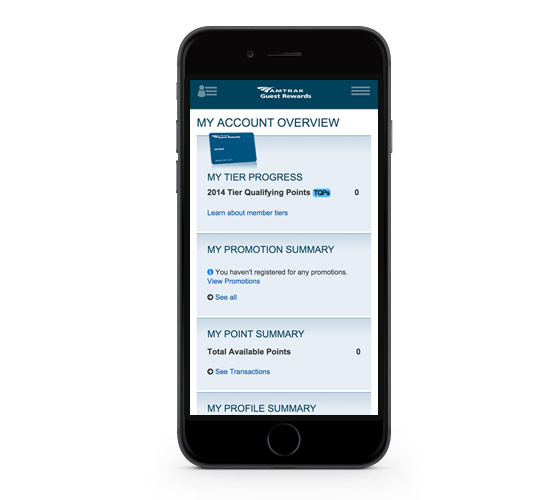 AMTRAK
Guest Rewards
MY ACCOUNT OVERVIEW
Guest Rewards
MY TIER PROGRESS
2014 Tier Qualifying Points TQPs 0
Learn about member tiers
MY PROMOTION SUMMARY
You haven't registered for any promotions.
View Promotions
See all
MY POINT SUMMARY
Total Available Points 0
See Transactions
MY PROFILE SUMMARY